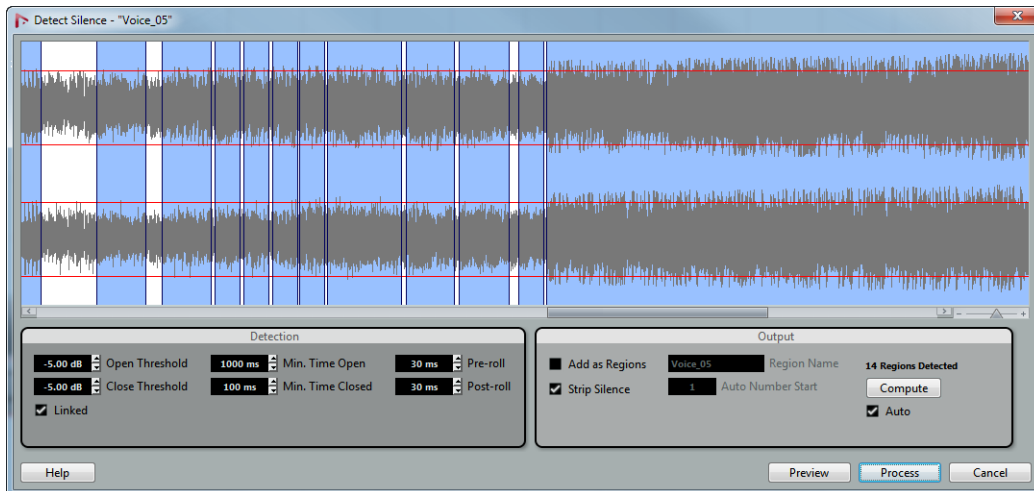 Detect Silence - "Voice_05"
Detection
-5.00 dB Open Threshold 1000 ms Min. Time Open 30 ms Pre-roll
-5.00 dB Close Threshold 100 ms Min. Time Closed 30 ms Post-roll
Linked
Output
Add as Regions Voice_05 Region Name 14 Regions Detected
Strip Silence 1 Auto Number Start Compute
Auto
Help Preview Process Cancel